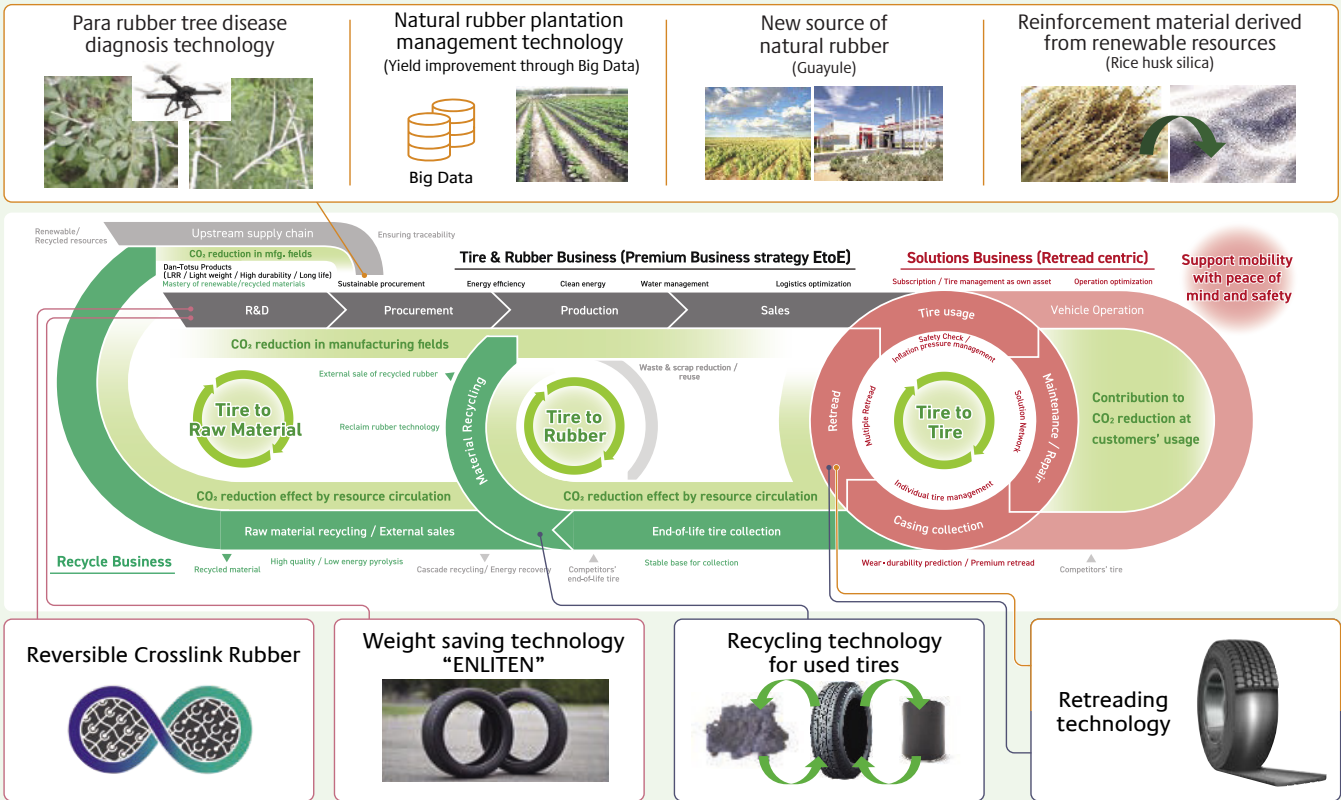 Para rubber tree disease
diagnosis technology
Natural rubber plantation
management technology
(Yield improvement through Big Data)
Big Data
New source of
natural rubber
(Guayule)
Reinforcement material derived
from renewable resources
(Rice husk silica)
Renewable/
Recycled resources
Upstream supply chain
Ensuring traceability
CO₂ reduction in mfg. fields
Dan-Totsu Products
(LRR / Light weight / High durability / Long life)
Mastery of renewable/recycled materials
Tire & Rubber Business (Premium Business strategy EtoE)
Solutions Business (Retread centric)
Support mobility
with peace of
mind and safety
Sustainable procurement
Energy efficiency
Clean energy
Water management
Logistics optimization
Subscription / Tire management as own asset
Operation optimization
R&D
Procurement
Production
Sales
Tire usage
Vehicle Operation
CO₂ reduction in manufacturing fields
Safety Check /
Inflation pressure management
External sale of recycled rubber
Waste & scrap reduction /
reuse
Material Recycling
Retread
Multiple Retread
Solution Network
Maintenance / Repair
Tire to
Raw Material
Reclaim rubber technology
Tire to
Rubber
Tire to
Tire
Contribution to
CO₂ reduction at
customers' usage
Individual tire management
Casing collection
CO₂ reduction effect by resource circulation
CO₂ reduction effect by resource circulation
Raw material recycling / External sales
End-of-life tire collection
Recycle Business
Recycled material
High quality / Low energy pyrolysis
Cascade recycling/ Energy recovery
Competitors'
end-of-life tire
Stable base for collection
Wear・durability prediction / Premium retread
Competitors' tire
Reversible Crosslink Rubber
Weight saving technology
“ENLITEN”
Recycling technology
for used tires
Retreading
technology